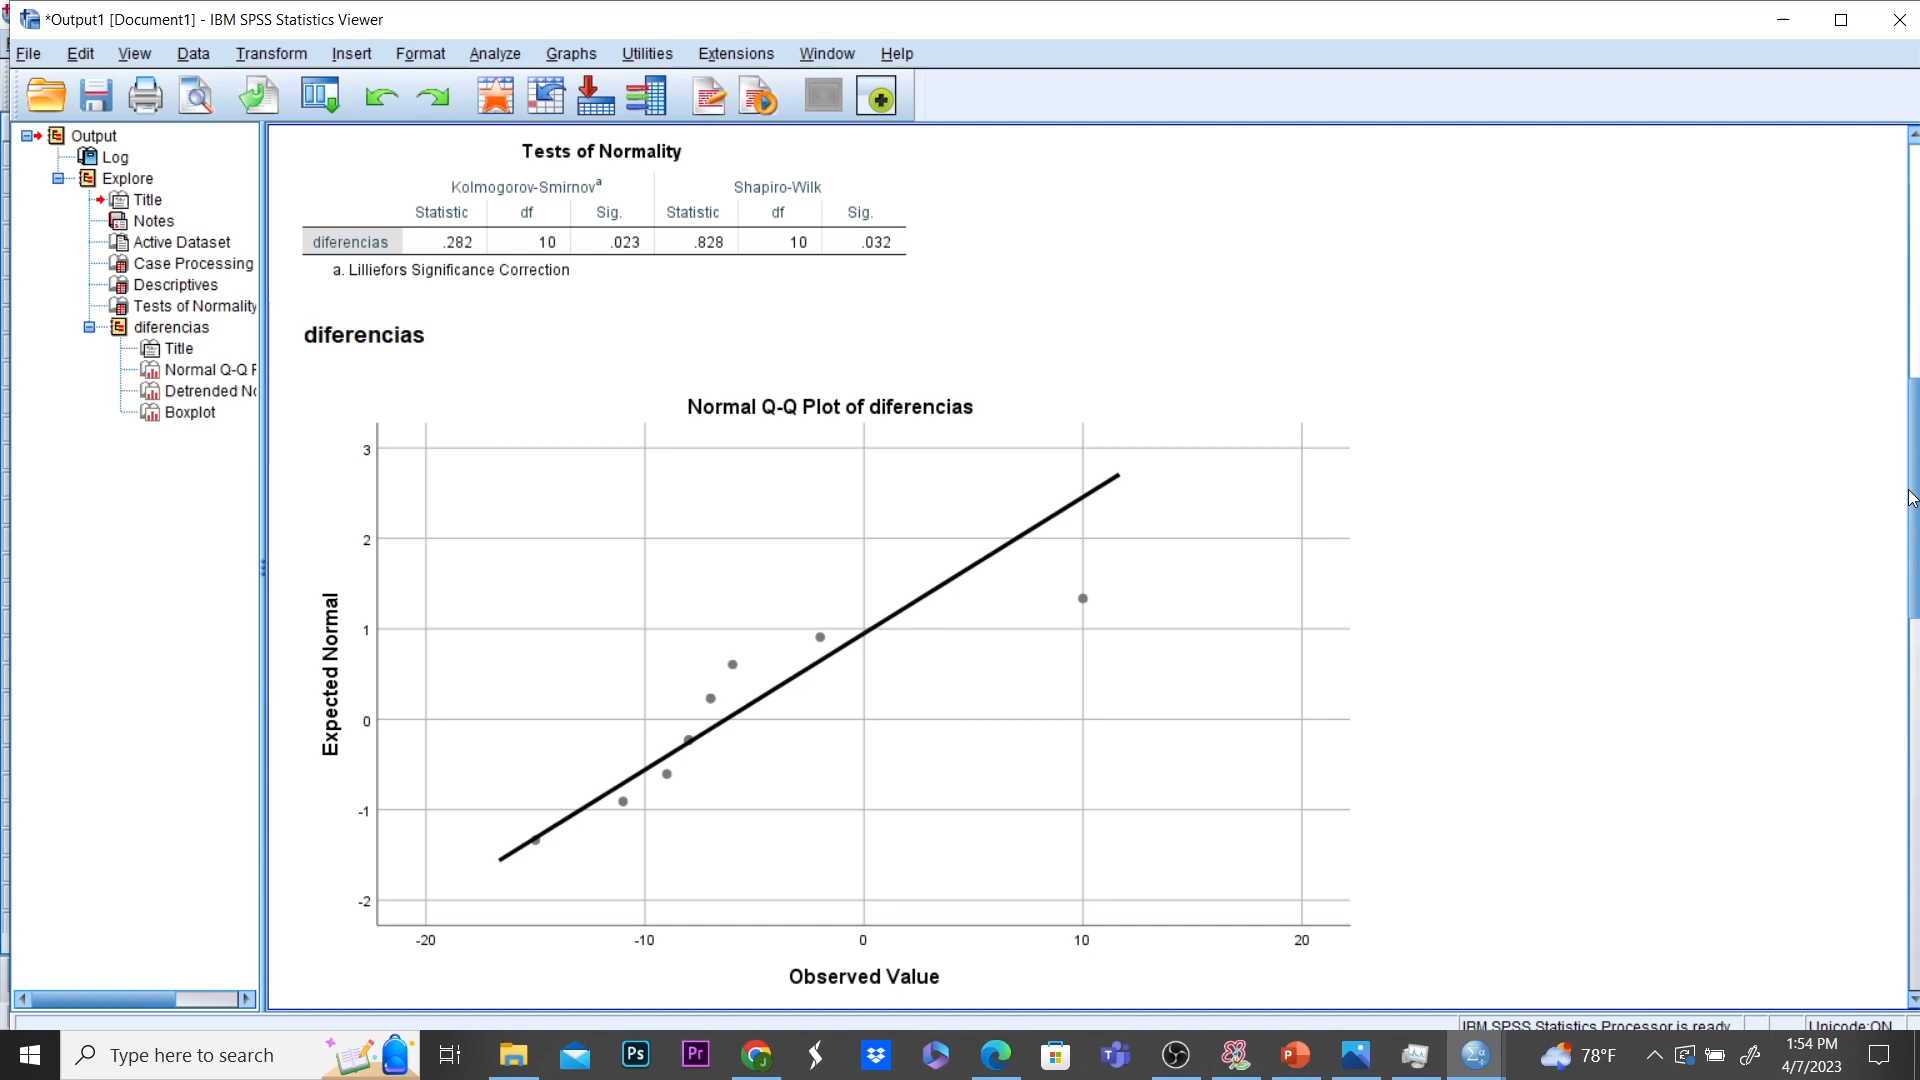 *Output1 [Document1] - IBM SPSS Statistics Viewer
File Edit View Data Transform Insert Format Analyze Graphs Utilities Extensions Window Help
Output
Log
Explore
Title
Notes
Active Dataset
Case Processing
Descriptives
Tests of Normality
diferencias
Title
Normal Q-Q
Detrended
Boxplot
Tests of Normality
Kolmogorov-Smirnov^a Shapiro-Wilk
Statistic df Sig. Statistic df Sig.
diferencias .282 10 .023 .828 10 .032
a. Lilliefors Significance Correction
diferencias
Normal Q-Q Plot of diferencias
Expected Normal
3
2
1
0
-1
-2
-20 -10 0 10 20
Observed Value
IBM SPSS Statistics Processor is ready Unicode:ON
Type here to search
Ps
Pr
78°F
1:54 PM
4/7/2023